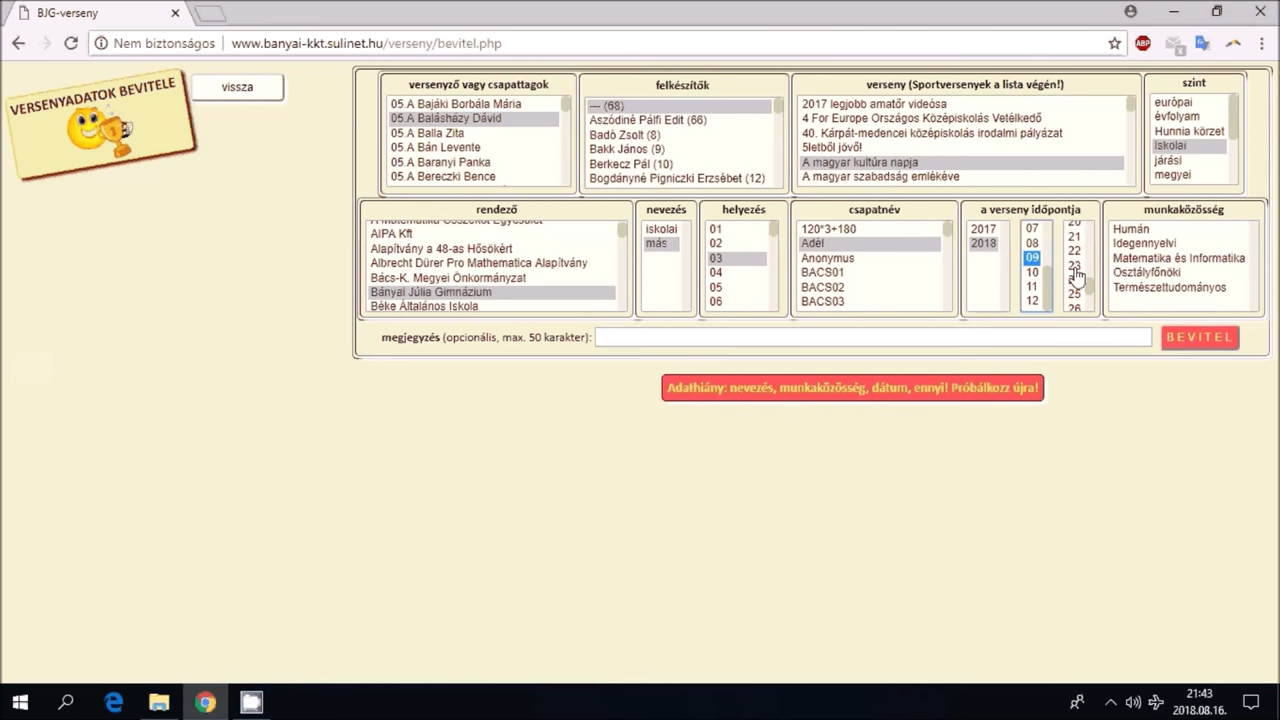 BJG-verseny
Nem biztonságos
www.banyai-kkt.sulinet.hu/verseny/bevitel.php
VERSENYADATOK BEVITELE
vissza
versenyző vagy csapattagok
05.A Bajáki Borbála Mária
05.A Balásházy Dávid
05.A Balla Zita
05.A Bán Levente
05.A Baranyi Panka
05.A Bereczki Bence
felkészítők
--- (68)
Aszódiné Pálfi Edit (66)
Badó Zsolt (8)
Bakk János (9)
Berkecz Pál (10)
Bogdányné Pigniczki Erzsébet (12)
verseny (Sportversenyek a lista végén!)
2017 legjobb amatőr videósa
4 For Europe Országos Középiskolás Vetélkedő
40. Kárpát-medencei középiskolás irodalmi pályázat
5letből jövő!
A magyar kultúra napja
A magyar szabadság emlékéve
szint
európai
évfolyam
Hunnia körzet
iskolai
járási
megyei
rendező
AIPA Kft
Alapítvány a 48-as Hősökért
Albrecht Dürer Pro Mathematica Alapítvány
Bács-K. Megyei Önkormányzat
Bányai Júlia Gimnázium
Béke Általános Iskola
nevezés
iskolai
más
helyezés
01
02
03
04
05
06
csapatnév
120*3+180
Adél
Anonymus
BACS01
BACS02
BACS03
a verseny időpontja
2017
2018
07
08
09
10
11
12
20
21
22
23
25
26
munkaközösség
Humán
Idegennyelvi
Matematika és Informatika
Osztályfőnöki
Természettudományos
megjegyzés (opcionális, max. 50 karakter):
BEVITEL
Adathiány: nevezés, munkaközösség, dátum, ennyi! Próbálkozz újra!
21:43
2018.08.16.